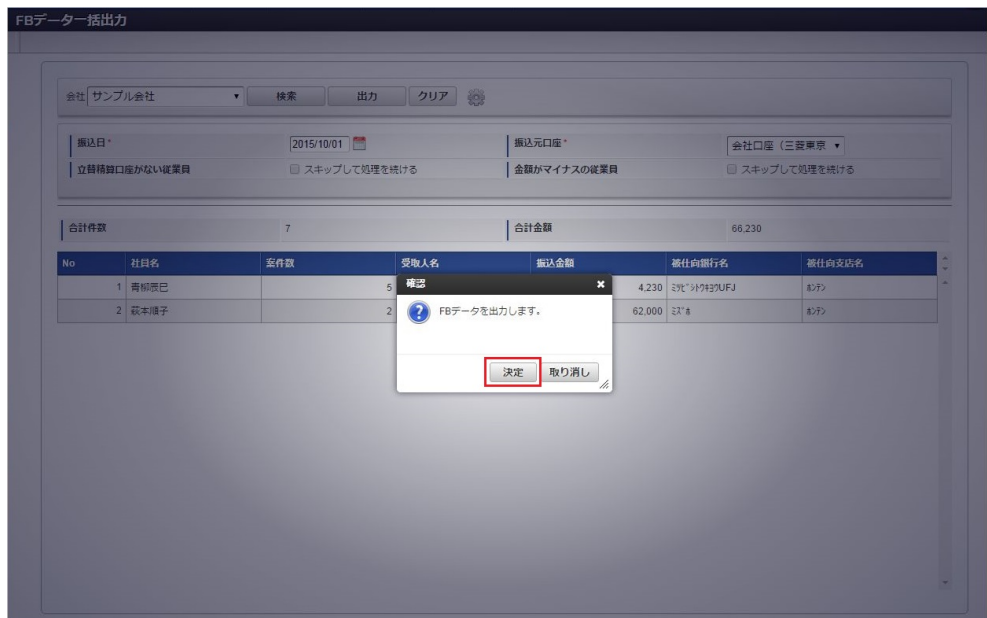 FBデータ一括出力
会社 サンプル会社 検索 出力 クリア
振込日* 2015/10/01 振込元口座* 会社口座（三菱東京
立替精算口座がない従業員 スキップして処理を続ける 金額がマイナスの従業員 スキップして処理を続ける
合計件数 7 合計金額 66,230
No 社員名 案件数 受取人名 振込金額 被仕向銀行名 被仕向支店名
1 青柳辰巳 5 4,230 ﾐﾂﾋﾞｼﾄｳｷﾖｳUFJ ﾎﾝﾃﾝ
2 萩本順子 2 62,000 ﾐｽﾞﾎ ﾎﾝﾃﾝ
確認
FBデータを出力します。
決定 取り消し